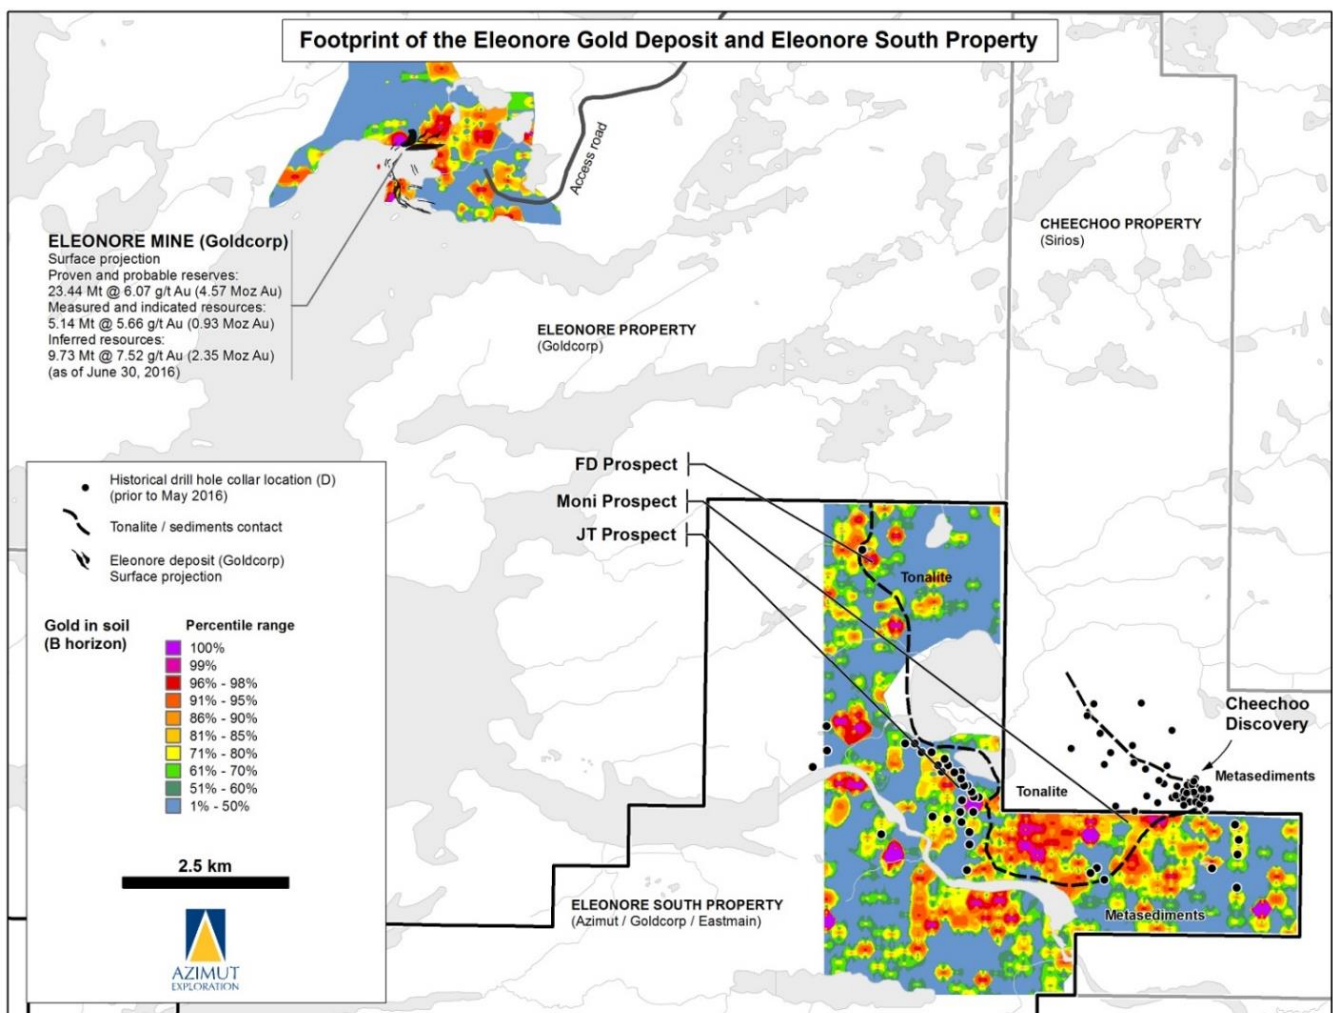 Footprint of the Eleonore Gold Deposit and Eleonore South Property
Access road
ELEONORE MINE (Goldcorp)
Surface projection
Proven and probable reserves:
23.44 Mt @ 6.07 g/t Au (4.57 Moz Au)
Measured and indicated resources:
5.14 Mt @ 5.66 g/t Au (0.93 Moz Au)
Inferred resources:
9.73 Mt @ 7.52 g/t Au (2.35 Moz Au)
(as of June 30, 2016)
CHEECHOO PROPERTY
(Sirios)
ELEONORE PROPERTY
(Goldcorp)
FD Prospect
Moni Prospect
JT Prospect
Historical drill hole collar location (D)
(prior to May 2016)
Tonalite / sediments contact
Eleonore deposit (Goldcorp)
Surface projection
Gold in soil
(B horizon)
Percentile range
100%
99%
96% - 98%
91% - 95%
86% - 90%
81% - 85%
71% - 80%
61% - 70%
51% - 60%
1% - 50%
2.5 km
AZIMUT
EXPLORATION
Tonalite
Cheechoo
Discovery
Metasediments
Tonalite
ELEONORE SOUTH PROPERTY
(Azimut / Goldcorp / Eastmain)
Metasediments